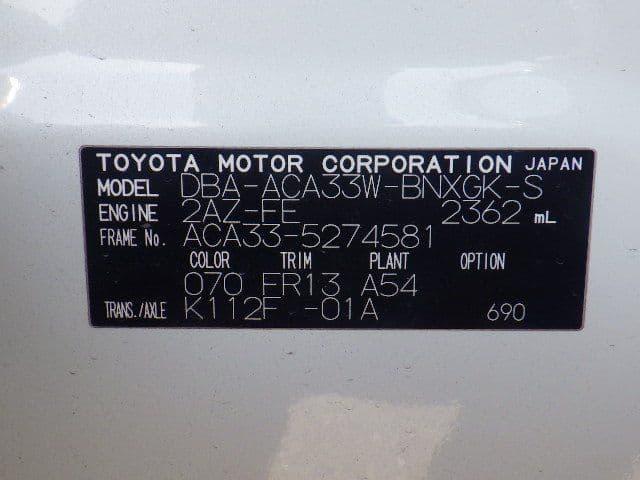 TOYOTA MOTOR CORPORATION JAPAN
MODEL DBA-ACA33W-BNXGK-S
ENGINE 2AZ-FE 2362 mL
FRAME No. ACA33-5274581
COLOR TRIM PLANT OPTION
070 FR13 A54
TRANS./AXLE K112F -01A 690